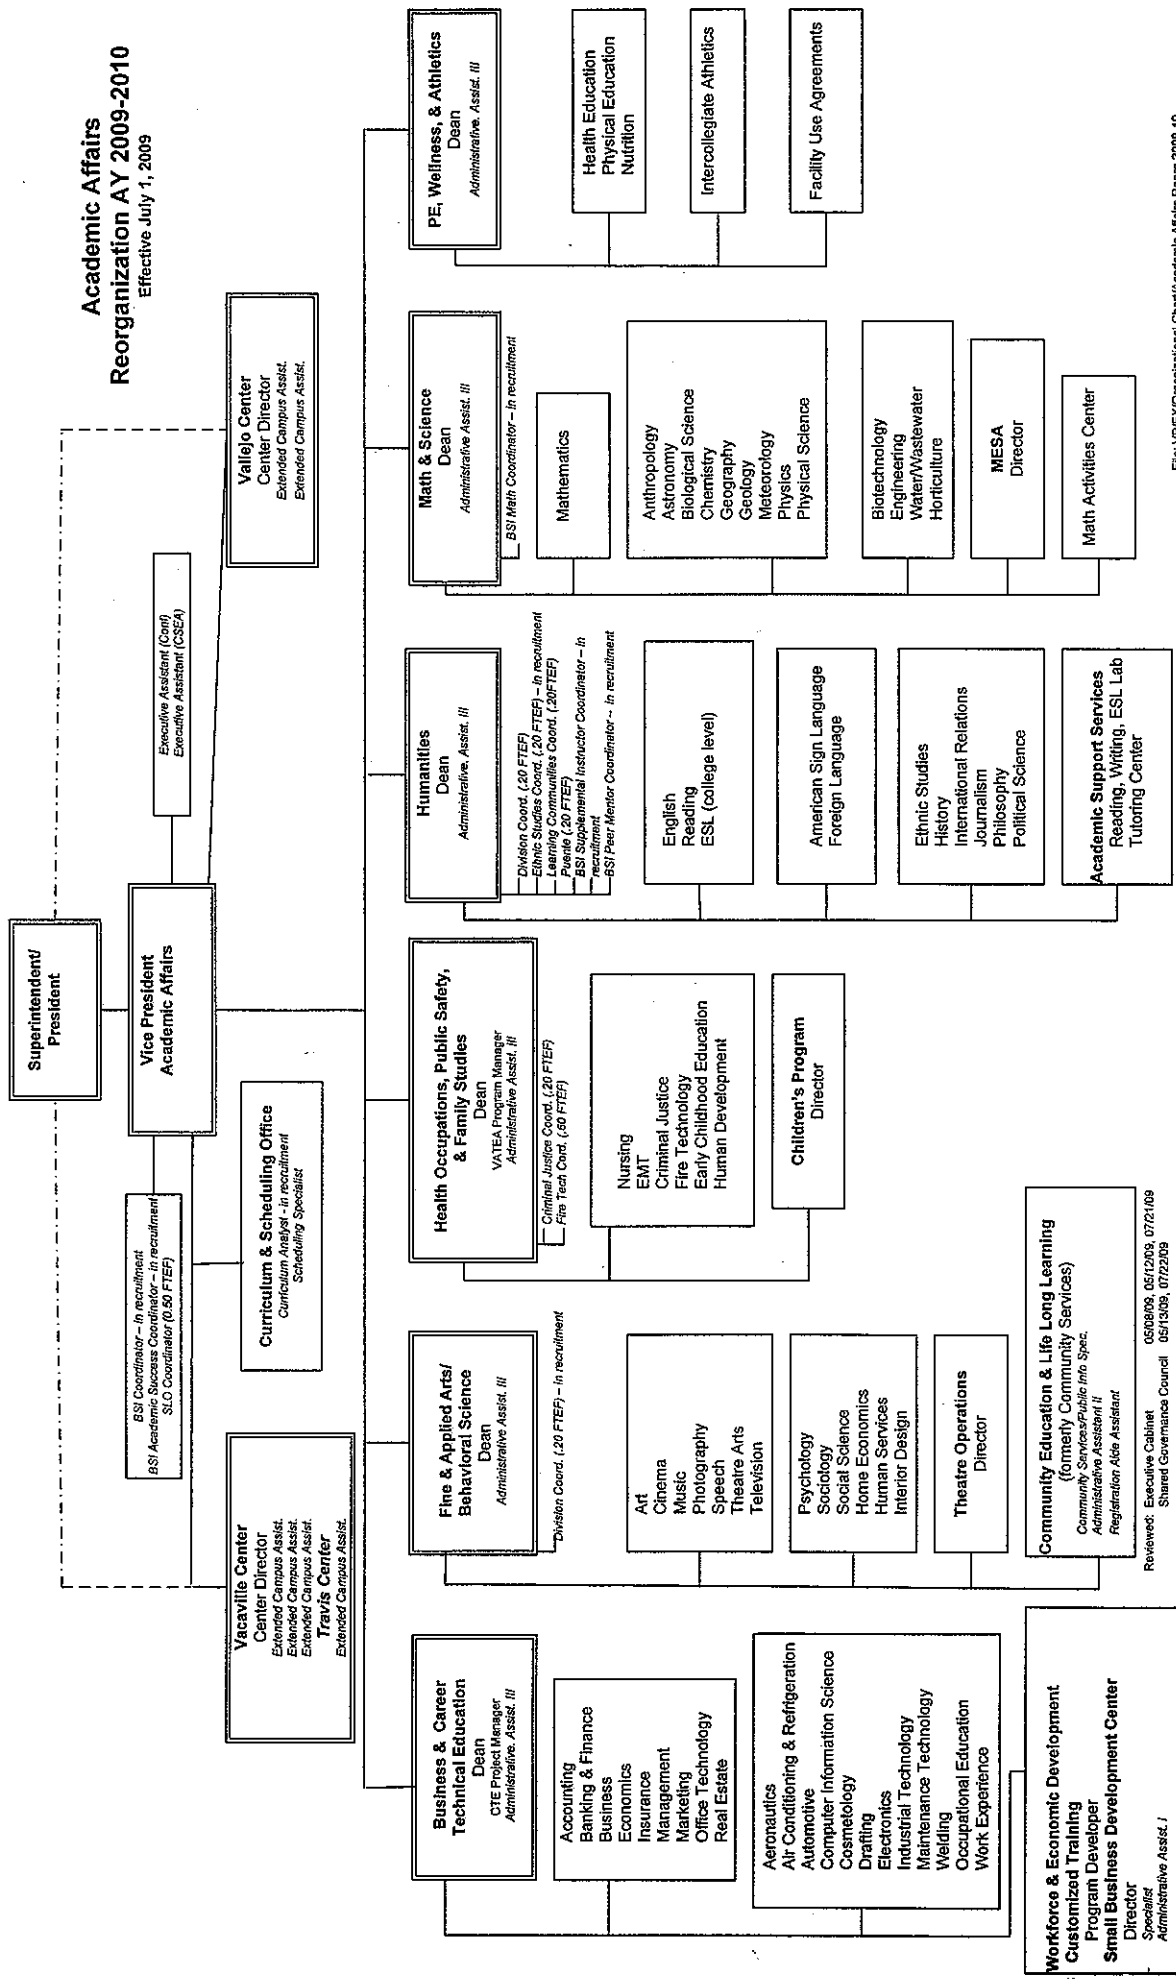 Academic Affairs
Reorganization AY 2009-2010
Effective July 1, 2009
Superintendent/
President
Vice President
Academic Affairs
BSI Coordinator – in recruitment
BSI Academic Success Coordinator – in recruitment
SLO Coordinator (0.50 FTEF)
Executive Assistant (Conf)
Executive Assistant (CSEA)
Curriculum & Scheduling Office
Curriculum Analyst - in recruitment
Scheduling Specialist
Vacaville Center
Center Director
Extended Campus Assist.
Extended Campus Assist.
Extended Campus Assist.
Travis Center
Extended Campus Assist.
Vallejo Center
Center Director
Extended Campus Assist.
Extended Campus Assist.
Business & Career
Technical Education
Dean
CTE Project Manager
Administrative. Assist. III
Accounting
Banking & Finance
Business
Economics
Insurance
Management
Marketing
Office Technology
Real Estate
Aeronautics
Air Conditioning & Refrigeration
Automotive
Computer Information Science
Cosmetology
Drafting
Electronics
Industrial Technology
Maintenance Technology
Welding
Occupational Education
Work Experience
Workforce & Economic Development
Customized Training
Program Developer
Small Business Development Center
Director
Specialist
Administrative Assist. I
Fine & Applied Arts/
Behavioral Science
Dean
Administrative Assist. III
Division Coord. (.20 FTEF) – in recruitment
Art
Cinema
Music
Photography
Speech
Theatre Arts
Television
Psychology
Sociology
Social Science
Home Economics
Human Services
Interior Design
Theatre Operations
Director
Community Education & Life Long Learning
(formerly Community Services)
Community Services/Public Info Spec.
Administrative Assistant II
Registration Aide Assistant
Health Occupations, Public Safety,
& Family Studies
Dean
VATEA Program Manager
Administrative Assist. III
Criminal Justice Coord. (.20 FTEF)
Fire Tech Cord. (.60 FTEF)
Nursing
EMT
Criminal Justice
Fire Technology
Early Childhood Education
Human Development
Children's Program
Director
Humanities
Dean
Administrative. Assist. III
Division Coord. (.20 FTEF)
Ethnic Studies Coord. (.20 FTEF) – in recruitment
Learning Communities Coord. (.20FTEF)
Puente (.20 FTEF)
BSI Supplemental Instructor Coordinator – in
recruitment
BSI Peer Mentor Coordinator – in recruitment
English
Reading
ESL (college level)
American Sign Language
Foreign Language
Ethnic Studies
History
International Relations
Journalism
Philosophy
Political Science
Academic Support Services
Reading, Writing, ESL Lab
Tutoring Center
Math & Science
Dean
Administrative Assist. III
BSI Math Coordinator – in recruitment
Mathematics
Anthropology
Astronomy
Biological Science
Chemistry
Geography
Geology
Meteorology
Physics
Physical Science
Biotechnology
Engineering
Water/Wastewater
Horticulture
MESA
Director
Math Activities Center
PE, Wellness, & Athletics
Dean
Administrative. Assist. III
Health Education
Physical Education
Nutrition
Intercollegiate Athletics
Facility Use Agreements
Reviewed: Executive Cabinet 05/08/09, 05/12/09, 07/21/09
Shared Governance Council 05/13/09, 07/22/09